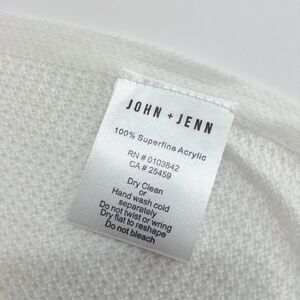 JOHN + JENN
100% Superfine Acrylic
RN # 0103842
CA # 25459
Dry Clean
or
Hand wash cold
separately
Do not twist or wring
Dry flat to reshape
Do not bleach